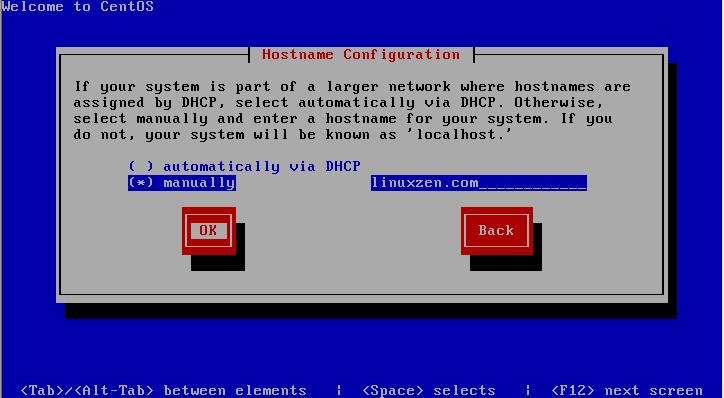 Welcome to CentOS
Hostname Configuration
If your system is part of a larger network where hostnames are
assigned by DHCP, select automatically via DHCP. Otherwise,
select manually and enter a hostname for your system. If you
do not, your system will be known as 'localhost.'
( ) automatically via DHCP
(*) manually linuxzen.com____________
OK Back
<Tab>/<Alt-Tab> between elements | <Space> selects | <F12> next screen